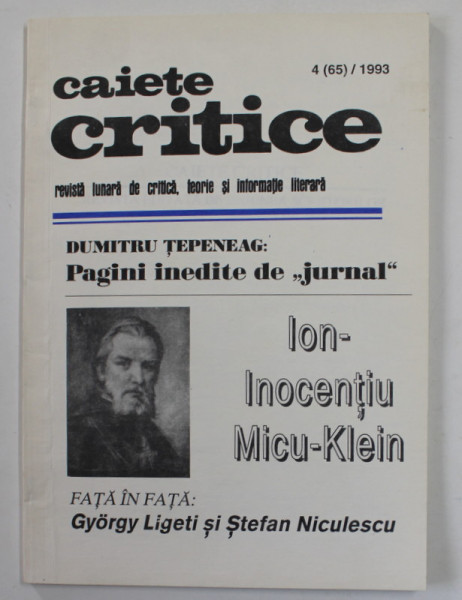 4 (65) / 1993
caiete
critice
revistă lunară de critică, teorie și informație literară
DUMITRU ȚEPENEAG:
Pagini inedite de „jurnal“
Ion-
Inocențiu
Micu-Klein
FAȚĂ ÎN FAȚĂ:
György Ligeti și Ștefan Niculescu